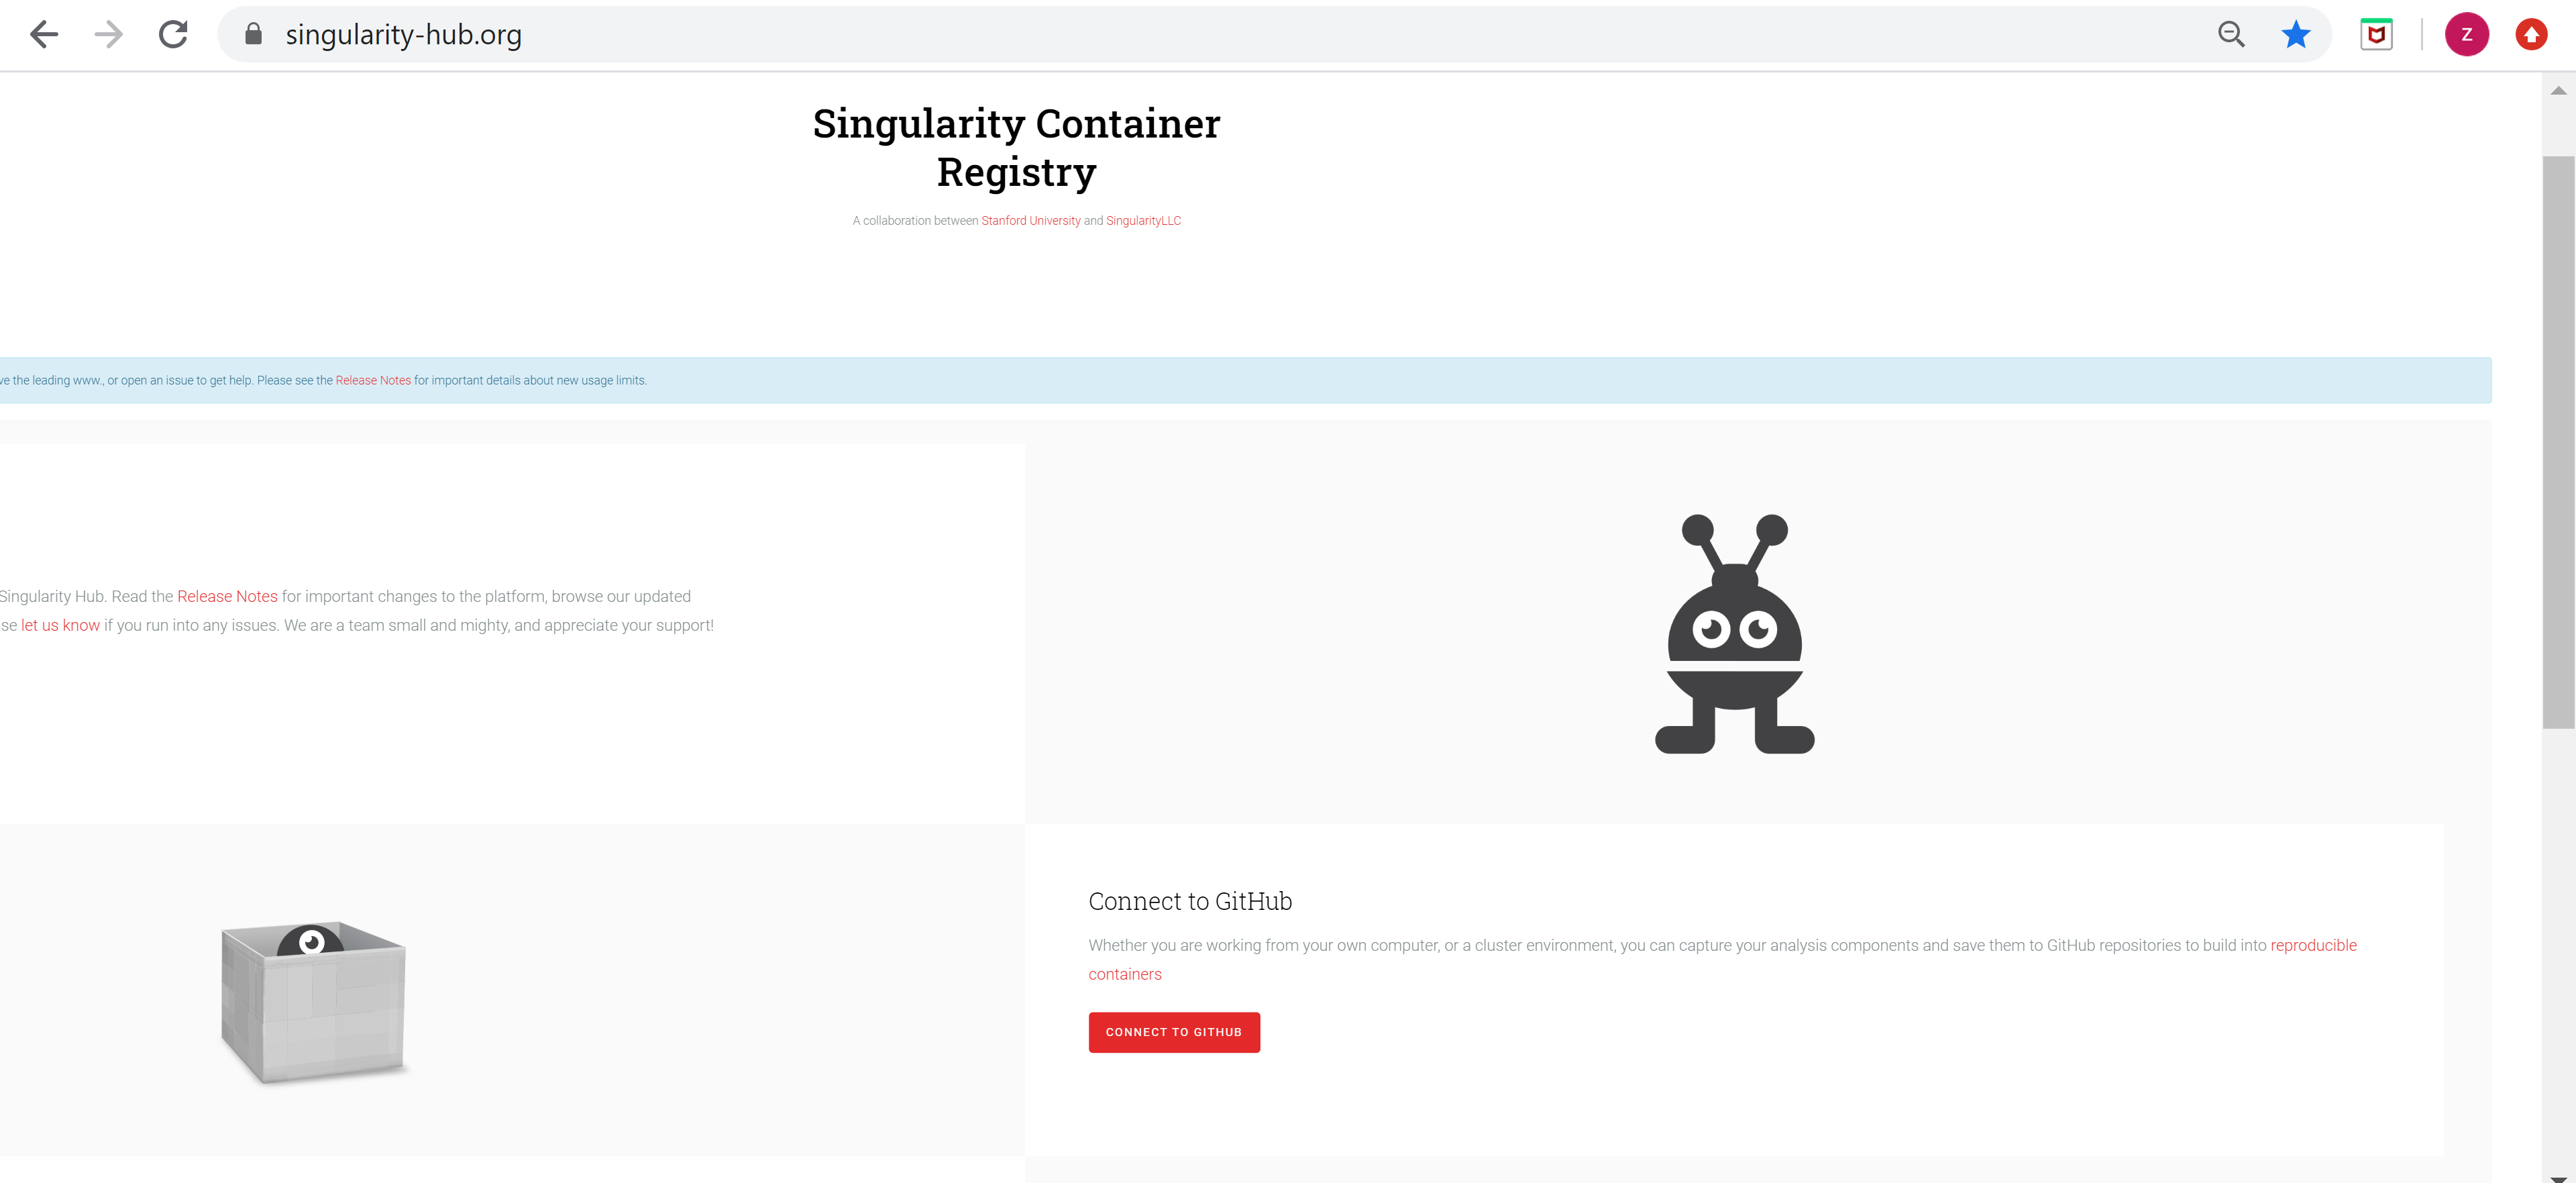 singularity-hub.org
Z
Singularity Container
Registry
A collaboration between Stanford University and SingularityLLC
the leading www., or open an issue to get help. Please see the Release Notes for important details about new usage limits.
Singularity Hub. Read the Release Notes for important changes to the platform, browse our updated
se let us know if you run into any issues. We are a team small and mighty, and appreciate your support!
Connect to GitHub
Whether you are working from your own computer, or a cluster environment, you can capture your analysis components and save them to GitHub repositories to build into reproducible
containers
CONNECT TO GITHUB